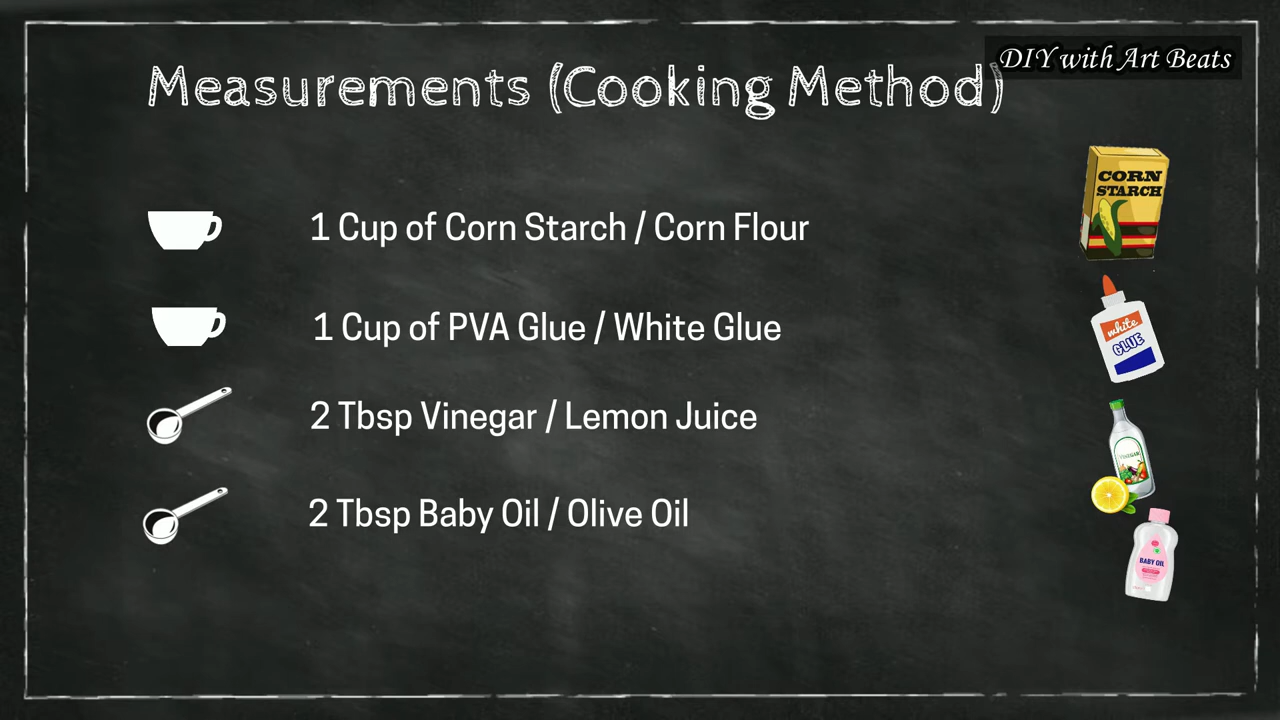 DIY with Art Beats
Measurements (Cooking Method)
1 Cup of Corn Starch / Corn Flour
CORN
STARCH
1 Cup of PVA Glue / White Glue
white
GLUE
2 Tbsp Vinegar / Lemon Juice
VINEGAR
2 Tbsp Baby Oil / Olive Oil
BABY OIL